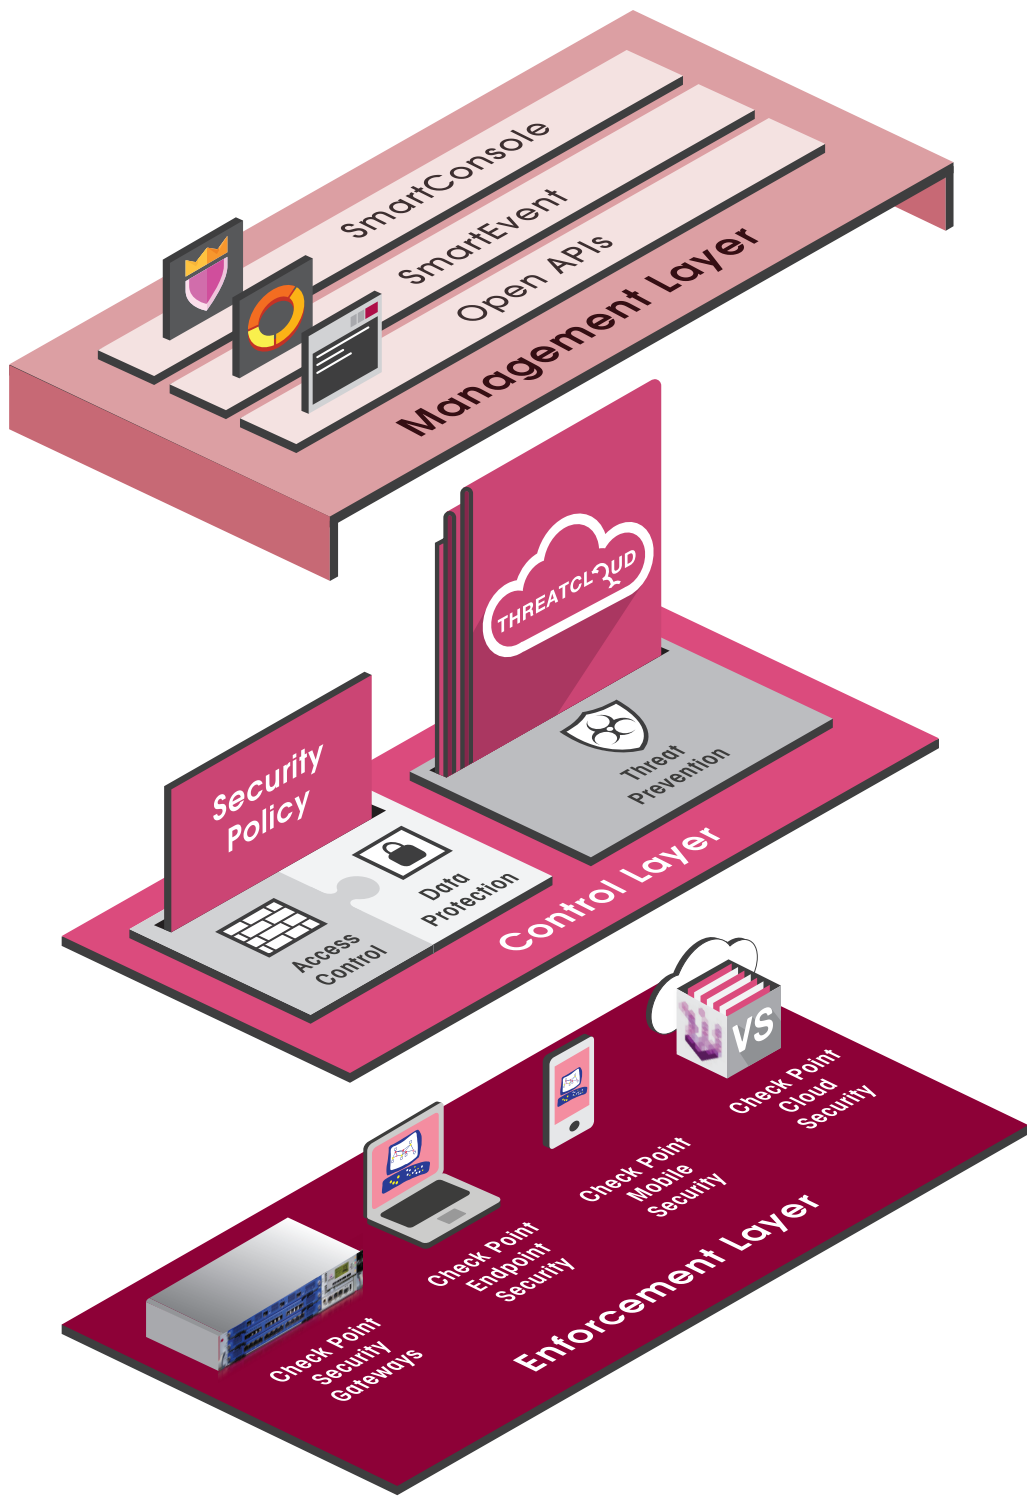 SmartConsole
SmartEvent
Open APIs
Management Layer
THREATCLOUD
Threat
Prevention
Security
Policy
Data
Protection
Access
Control
Control Layer
VS
Check Point
Cloud
Security
Check Point
Mobile
Security
Check Point
Endpoint
Security
Check Point
Security
Gateways
Enforcement Layer